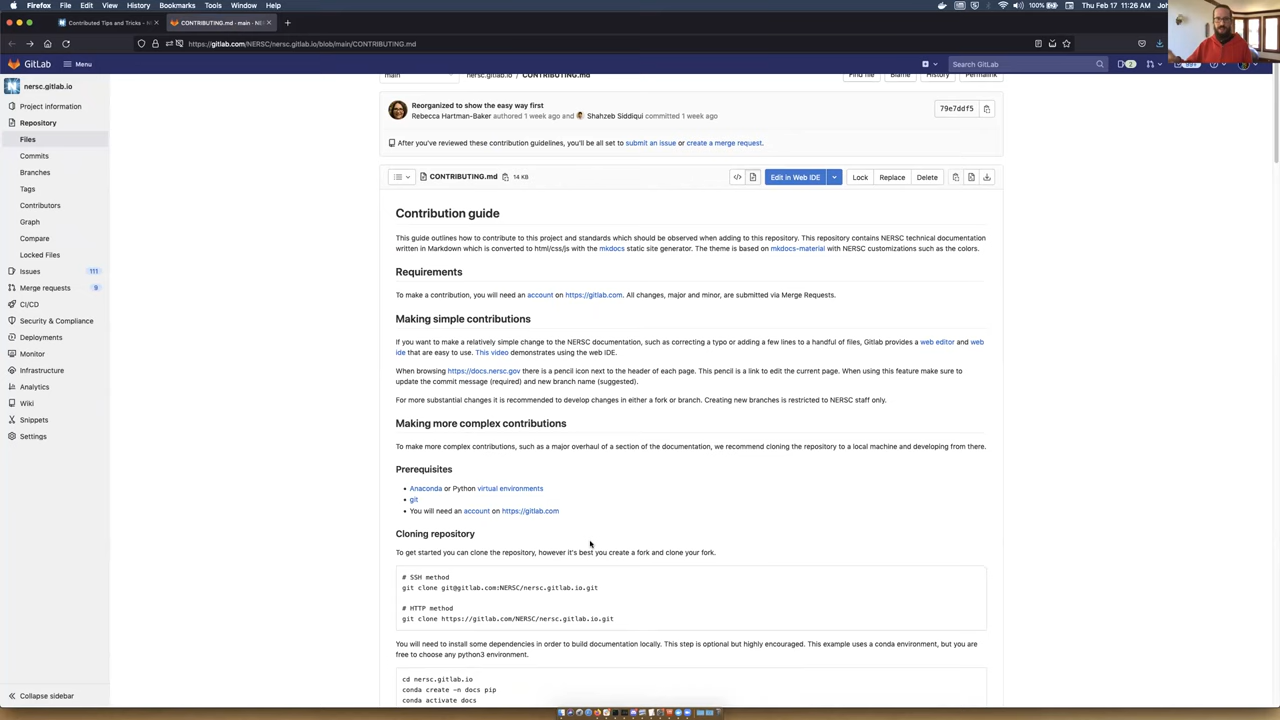 Firefox File Edit View History Bookmarks Tools Window Help
100% Thu Feb 17 11:26 AM
Contributed Tips and Tricks -
CONTRIBUTING.md · main · N
https://gitlab.com/NERSC/nersc.gitlab.io/blob/main/CONTRIBUTING.md
GitLab Menu Search GitLab 2
nersc.gitlab.io
Project information
Repository
Files
Commits
Branches
Tags
Contributors
Graph
Compare
Locked Files
Issues 111
Merge requests 9
CI/CD
Security & Compliance
Deployments
Monitor
Infrastructure
Analytics
Wiki
Snippets
Settings
Collapse sidebar
main nersc.gitlab.io / CONTRIBUTING.md Find file Blame History Permalink
Reorganized to show the easy way first
Rebecca Hartman-Baker authored 1 week ago and Shahzeb Siddiqui committed 1 week ago
79e7ddf5
After you've reviewed these contribution guidelines, you'll be all set to submit an issue or create a merge request.
CONTRIBUTING.md 14 KB Edit in Web IDE Lock Replace Delete
Contribution guide
This guide outlines how to contribute to this project and standards which should be observed when adding to this repository. This repository contains NERSC technical documentation
written in Markdown which is converted to html/css/js with the mkdocs static site generator. The theme is based on mkdocs-material with NERSC customizations such as the colors.
Requirements
To make a contribution, you will need an account on https://gitlab.com. All changes, major and minor, are submitted via Merge Requests.
Making simple contributions
If you want to make a relatively simple change to the NERSC documentation, such as correcting a typo or adding a few lines to a handful of files, Gitlab provides a web editor and web
ide that are easy to use. This video demonstrates using the web IDE.
When browsing https://docs.nersc.gov there is a pencil icon next to the header of each page. This pencil is a link to edit the current page. When using this feature make sure to
update the commit message (required) and new branch name (suggested).
For more substantial changes it is recommended to develop changes in either a fork or branch. Creating new branches is restricted to NERSC staff only.
Making more complex contributions
To make more complex contributions, such as a major overhaul of a section of the documentation, we recommend cloning the repository to a local machine and developing from there.
Prerequisites
• Anaconda or Python virtual environments
• git
• You will need an account on https://gitlab.com
Cloning repository
To get started you can clone the repository, however it's best you create a fork and clone your fork.
# SSH method
git clone git@gitlab.com:NERSC/nersc.gitlab.io.git
# HTTP method
git clone https://gitlab.com/NERSC/nersc.gitlab.io.git
You will need to install some dependencies in order to build documentation locally. This step is optional but highly encouraged. This example uses a conda environment, but you are
free to choose any python3 environment.
cd nersc.gitlab.io
conda create -n docs pip
conda activate docs